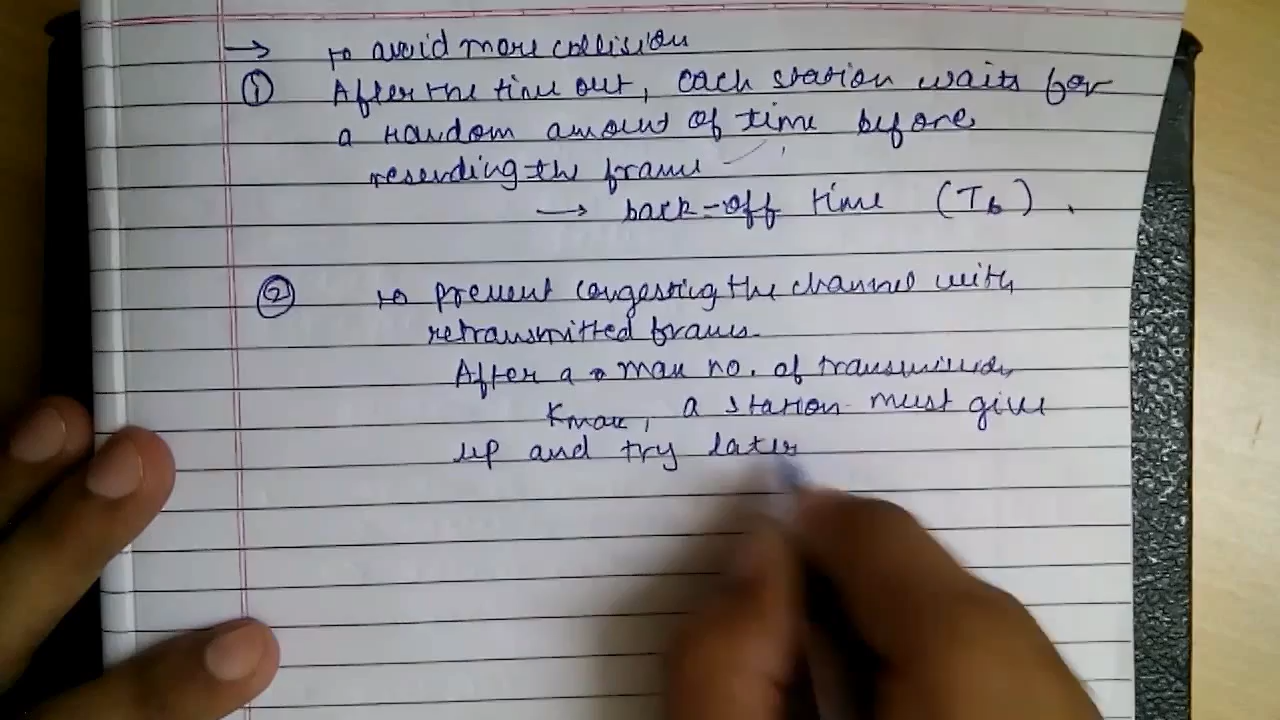 → to avoid more collision
① After the time out, each station waits for
a random amount of time before
resending the frame
→ back-off time (Tb).
② to prevent congesting the channel with
retransmitted frames.
After a max no. of transmission,
Kmax, a station must give
up and try later